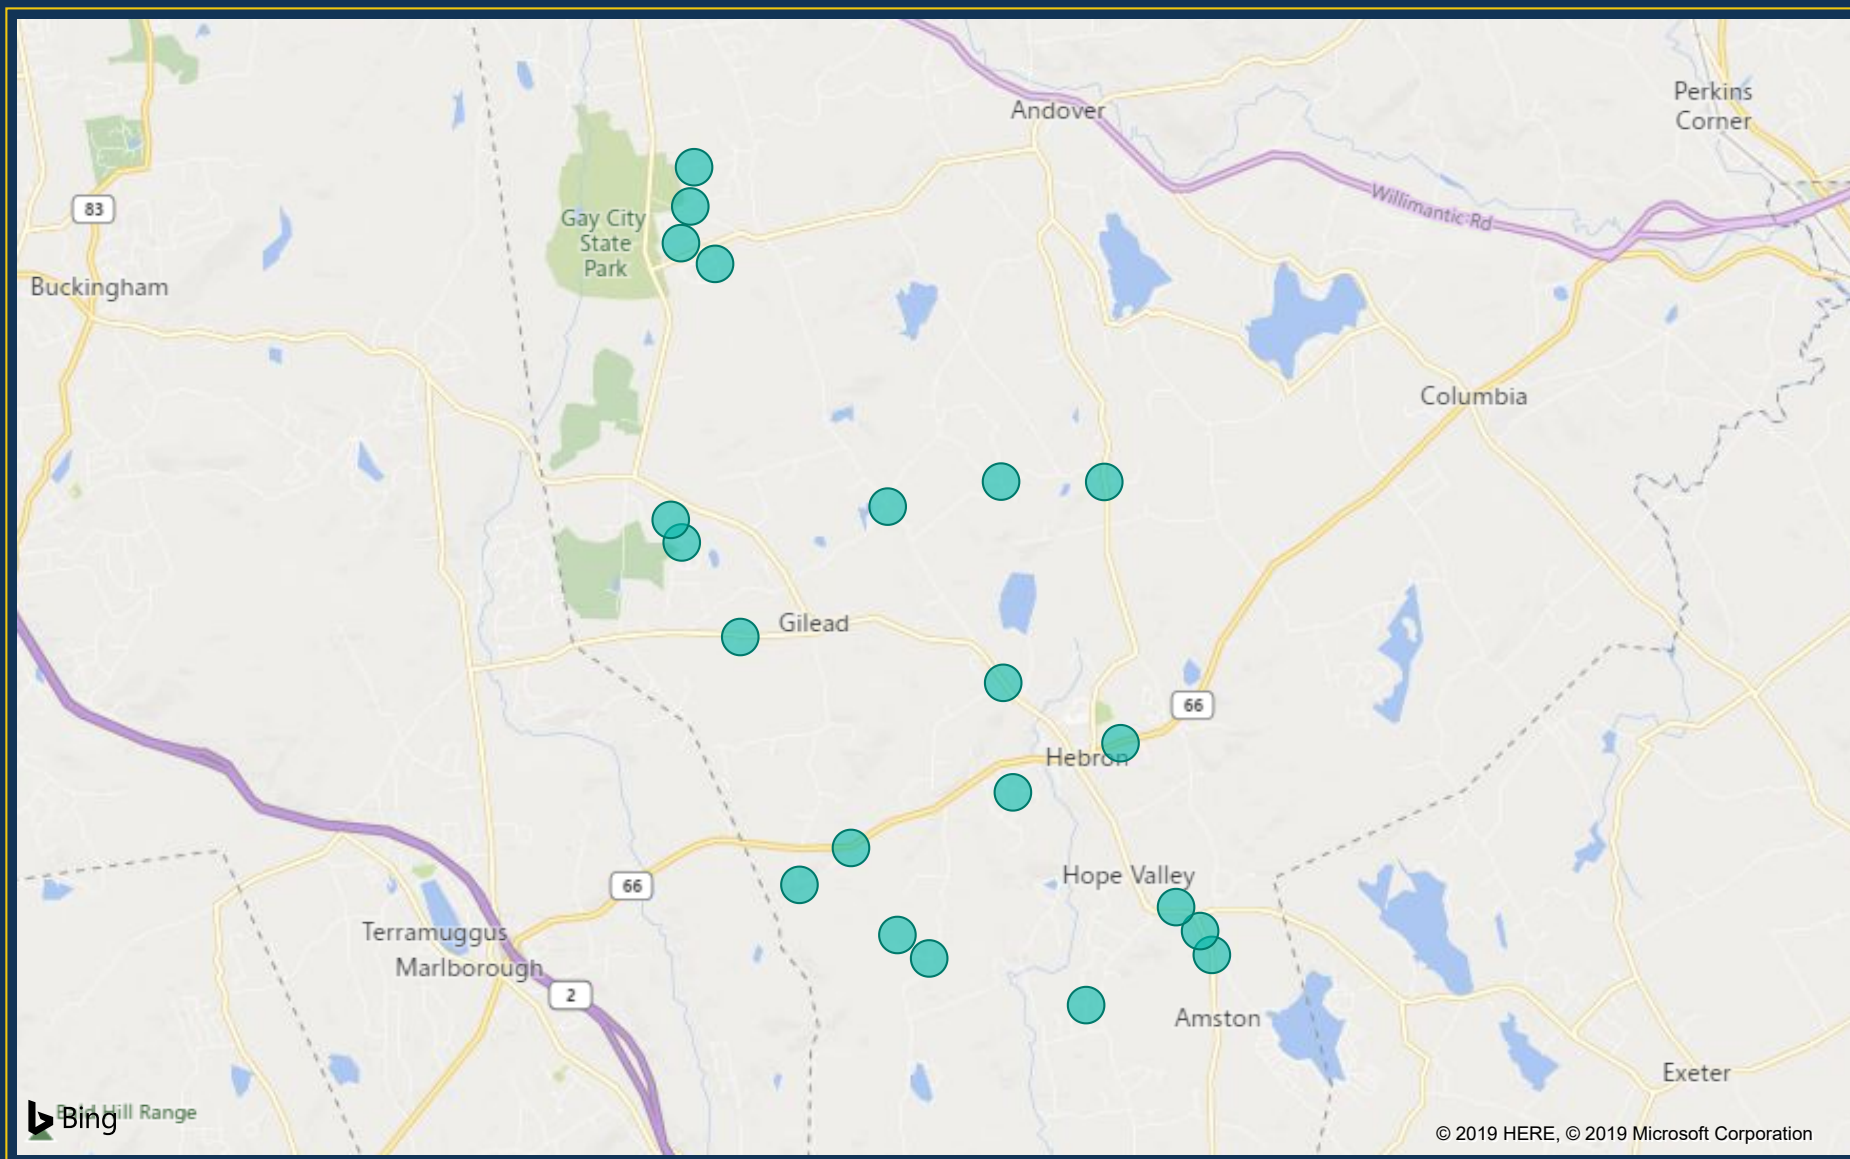 Andover
Perkins
Corner
83
Willimantic Rd
Gay City
State
Park
Buckingham
Columbia
Gilead
66
Hebron
66
Hope Valley
Terramuggus
Marlborough
2
Amston
Exeter
Bald Hill Range
Bing
© 2019 HERE, © 2019 Microsoft Corporation